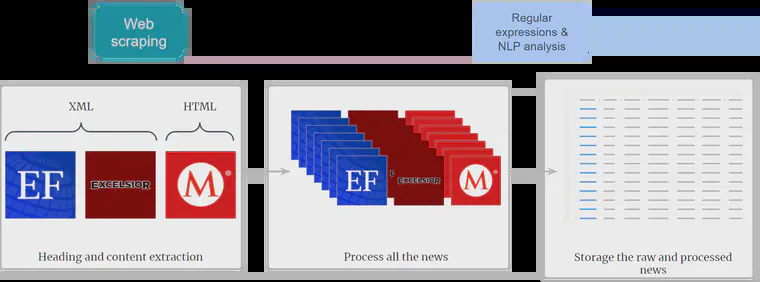 Web
scraping
Regular
expressions &
NLP analysis
XML
HTML
EF
EXCELSIOR
M®
EF
EXCELSIOR
M
Heading and content extraction
Process all the news
Storage the raw and processed
news